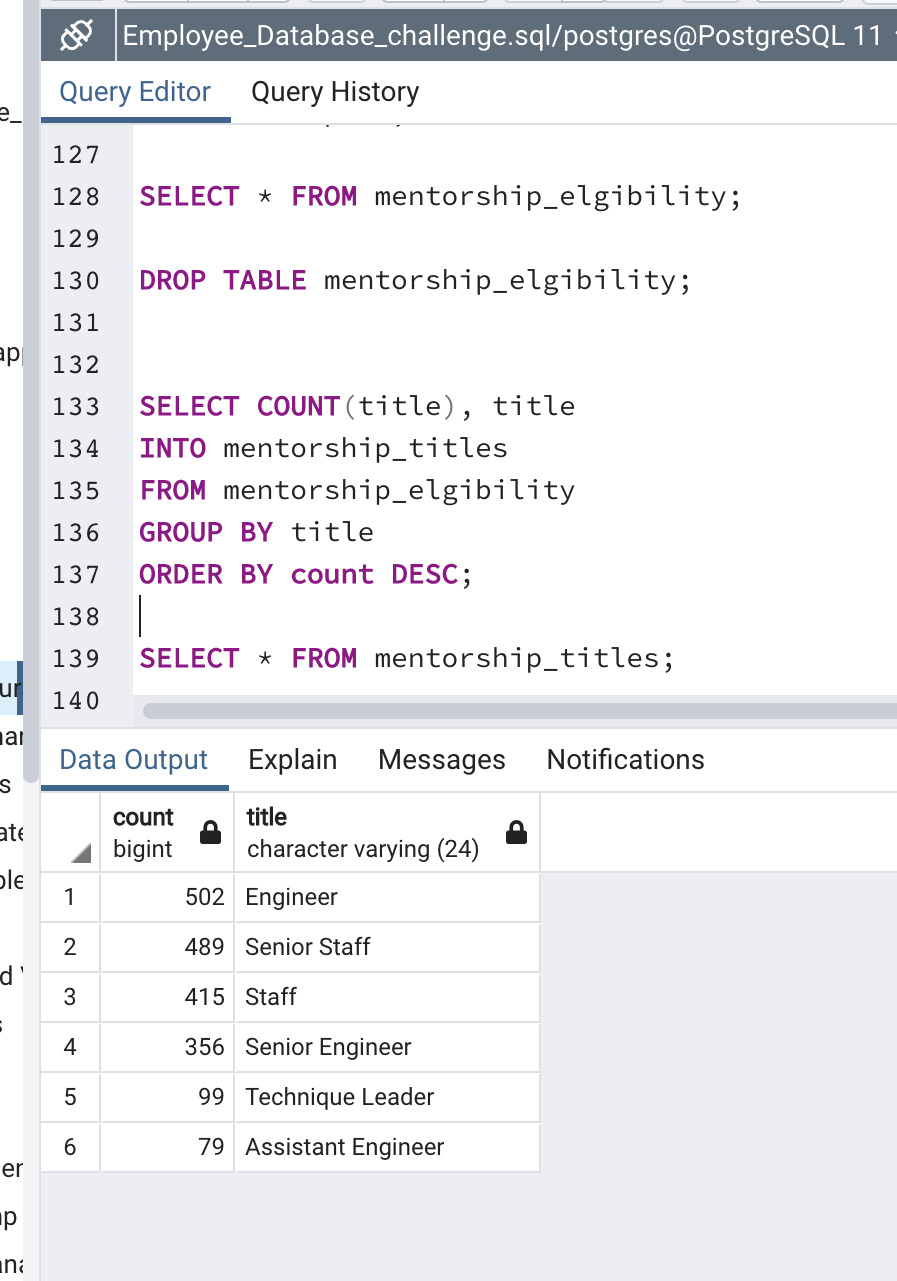 Employee_Database_challenge.sql/postgres@PostgreSQL 11
Query Editor Query History
127
128 SELECT * FROM mentorship_elgibility;
129
130 DROP TABLE mentorship_elgibility;
131
132
133 SELECT COUNT(title), title
134 INTO mentorship_titles
135 FROM mentorship_elgibility
136 GROUP BY title
137 ORDER BY count DESC;
138
139 SELECT * FROM mentorship_titles;
140
Data Output Explain Messages Notifications
count title
bigint character varying (24)
1 502 Engineer
2 489 Senior Staff
3 415 Staff
4 356 Senior Engineer
5 99 Technique Leader
6 79 Assistant Engineer